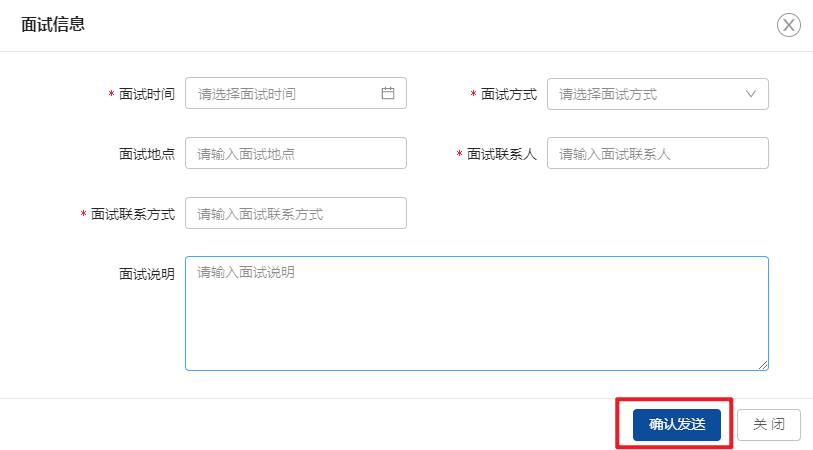 面试信息
* 面试时间 请选择面试时间 * 面试方式 请选择面试方式
面试地点 请输入面试地点 * 面试联系人 请输入面试联系人
* 面试联系方式 请输入面试联系方式
面试说明 请输入面试说明
确认发送 关 闭